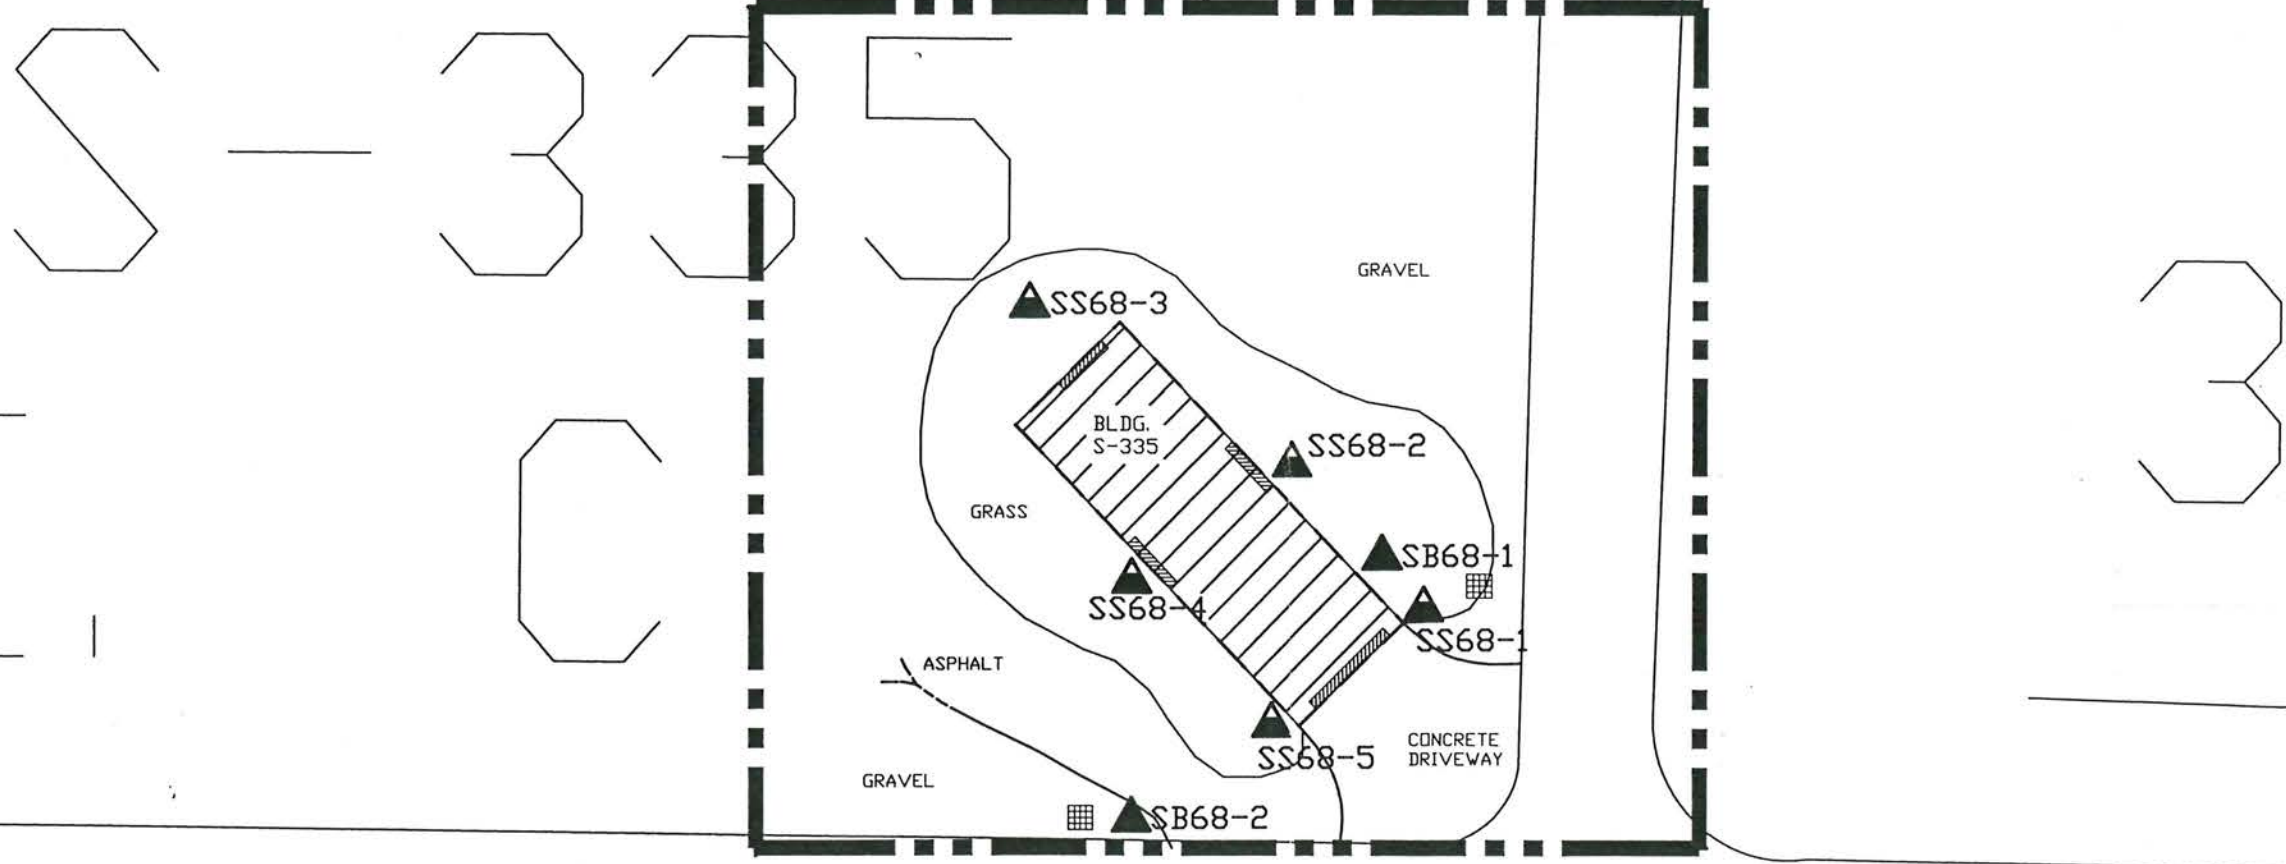 S-335
GRAVEL
3
SS68-3
BLDG.
S-335
SS68-2
C
GRASS
SB68-1
SS68-4
SS68-1
ASPHALT
SS68-5
CONCRETE
DRIVEWAY
GRAVEL
SB68-2